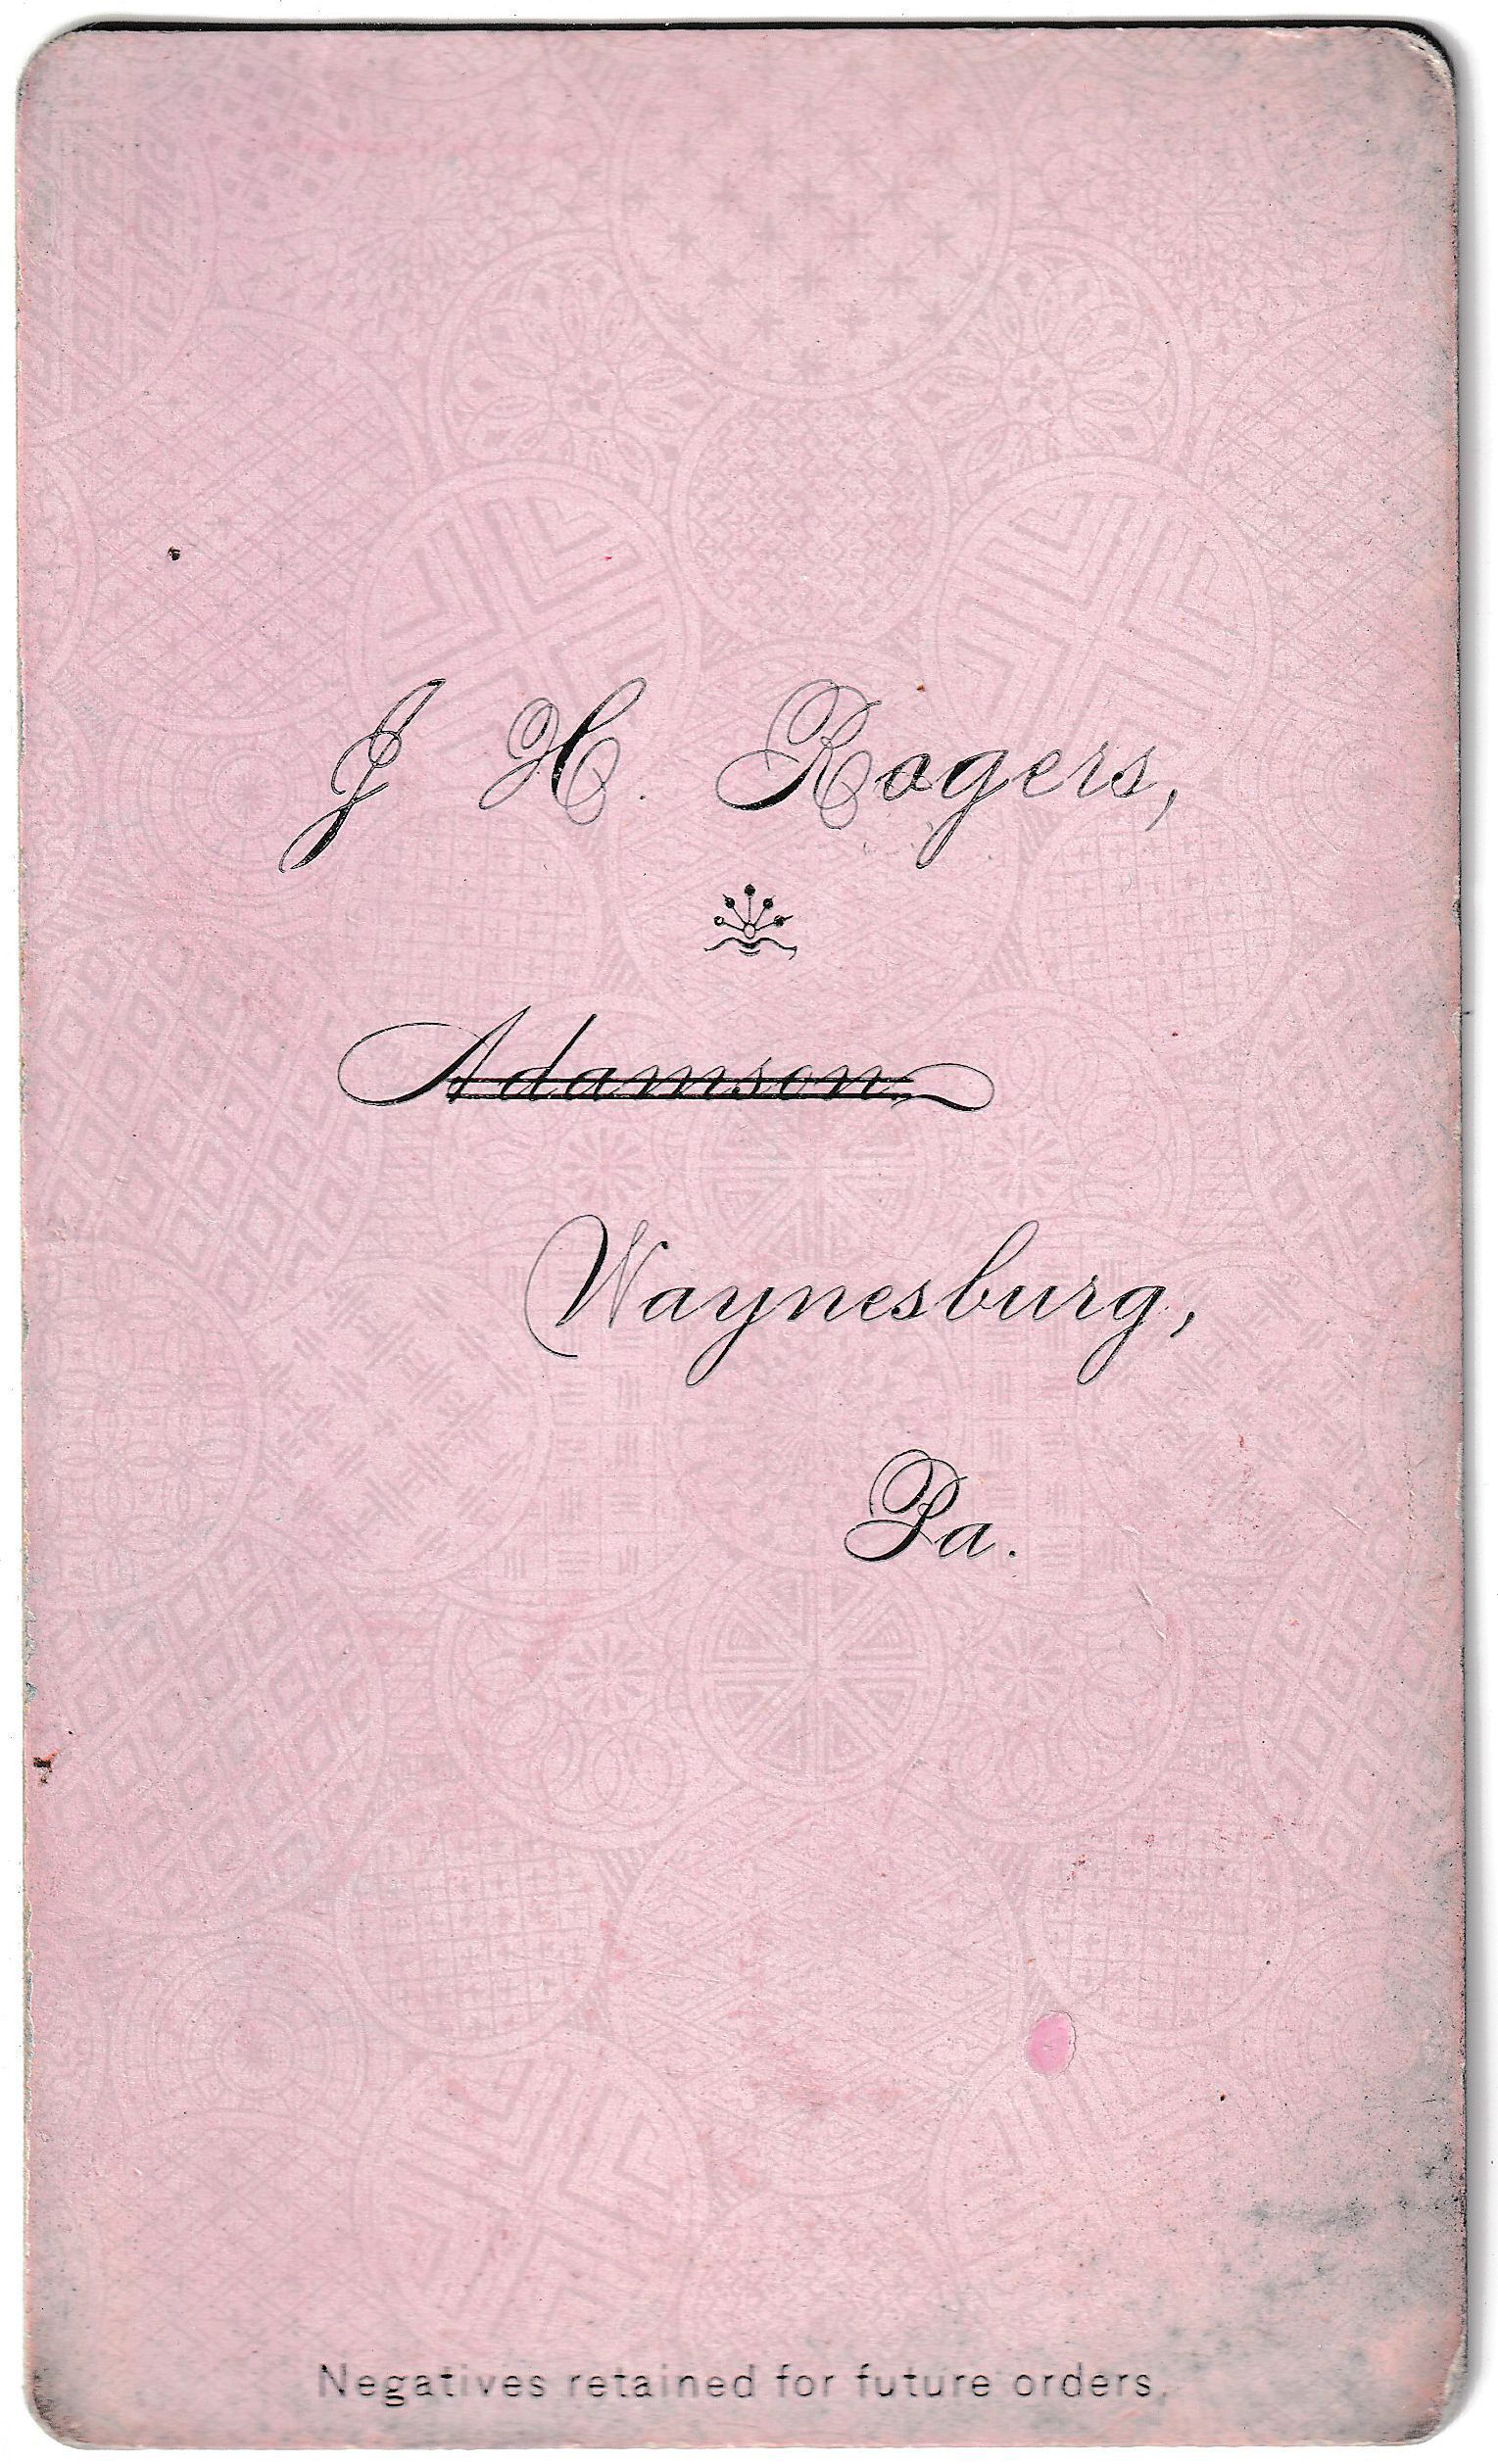 J H. Rogers,
Adamson.
Waynesburg,
Pa.
Negatives retained for future orders.